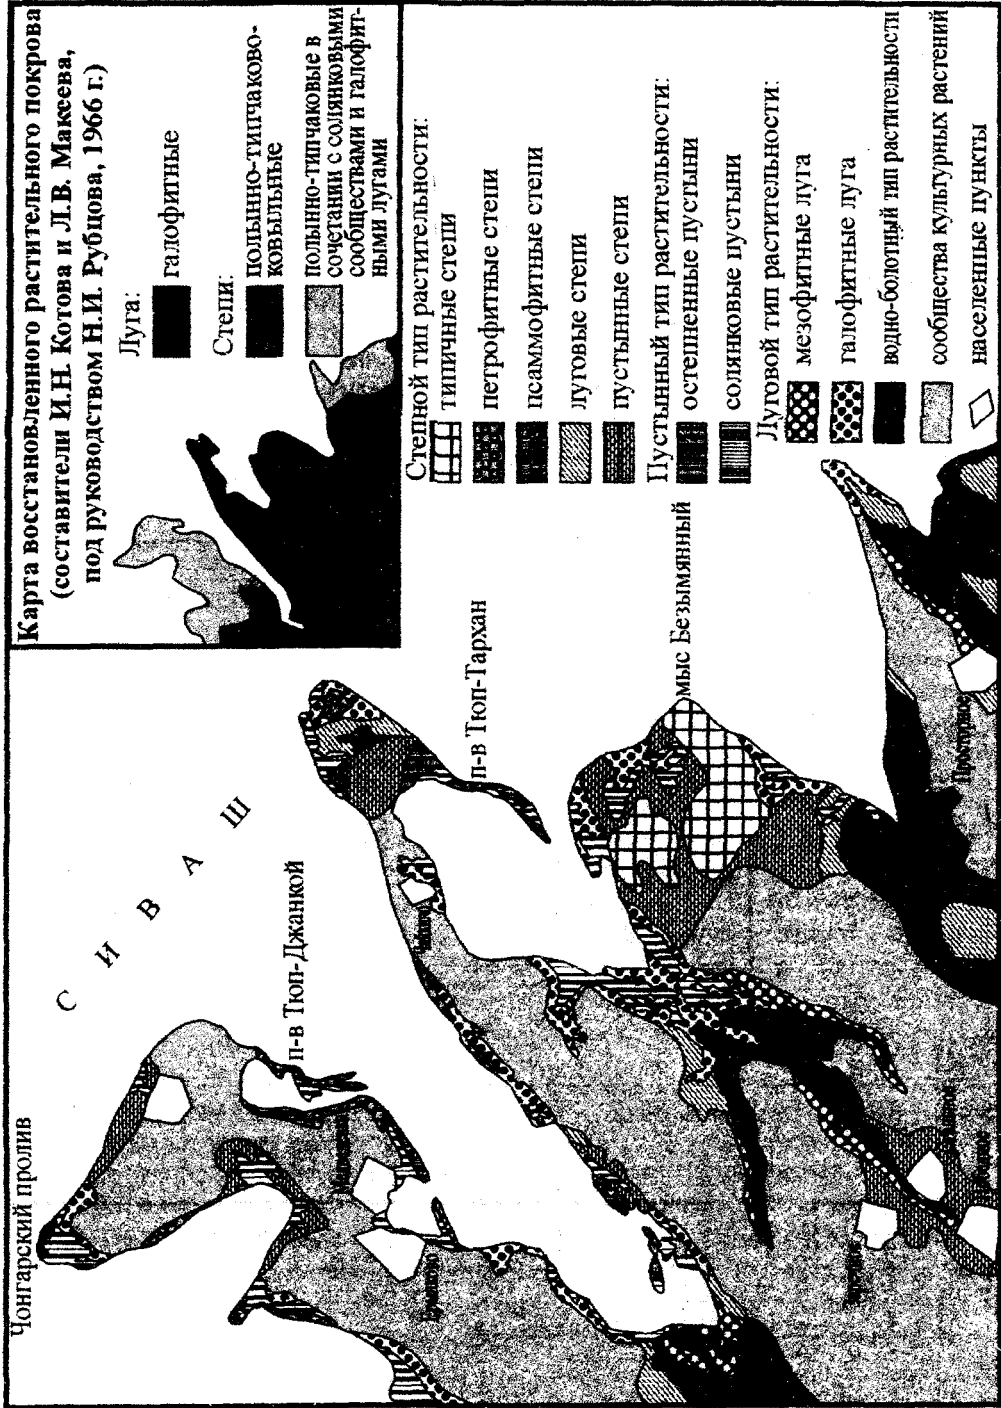 Карта восстановленного растительного покрова
(составители И.Н. Котова и Л.В. Макеева,
под руководством Н.И. Рубцова, 1966 г.)
Луга:
галофитные
Степи:
полынно-типчаково-
ковыльные
полынно-типчаковые в
сочетании с солянковыми
сообществами и галофит-
ными лугами
Степной тип растительности:
типичные степи
петрофитные степи
псаммофитные степи
луговые степи
пустынные степи
Пустынный тип растительности:
остепненные пустыни
солянковые пустыни
Луговой тип растительности:
мезофитные луга
галофитные луга
водно-болотный тип растительности
сообщества культурных растений
населенные пункты
Чонгарский пролив
СИВАШ
п-в Тюп-Джанкой
п-в Тюп-Тархан
мыс Безымянный